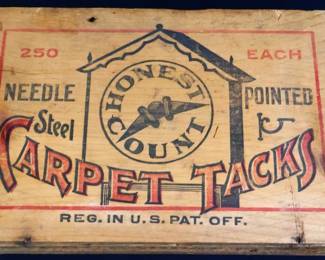 250 EACH
HONEST COUNT
NEEDLE POINTED
Steel
CARPET TACKS
REG. IN U.S. PAT. OFF.